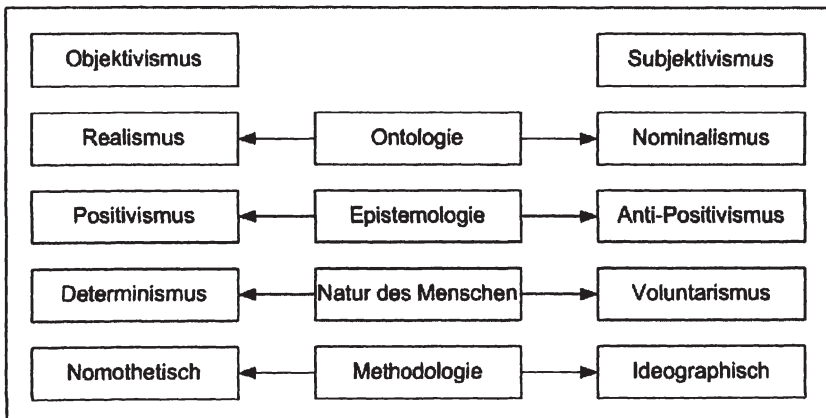 Objektivismus Subjektivismus
Realismus Ontologie Nominalismus
Positivismus Epistemologie Anti-Positivismus
Determinismus Natur des Menschen Voluntarismus
Nomothetisch Methodologie Ideographisch